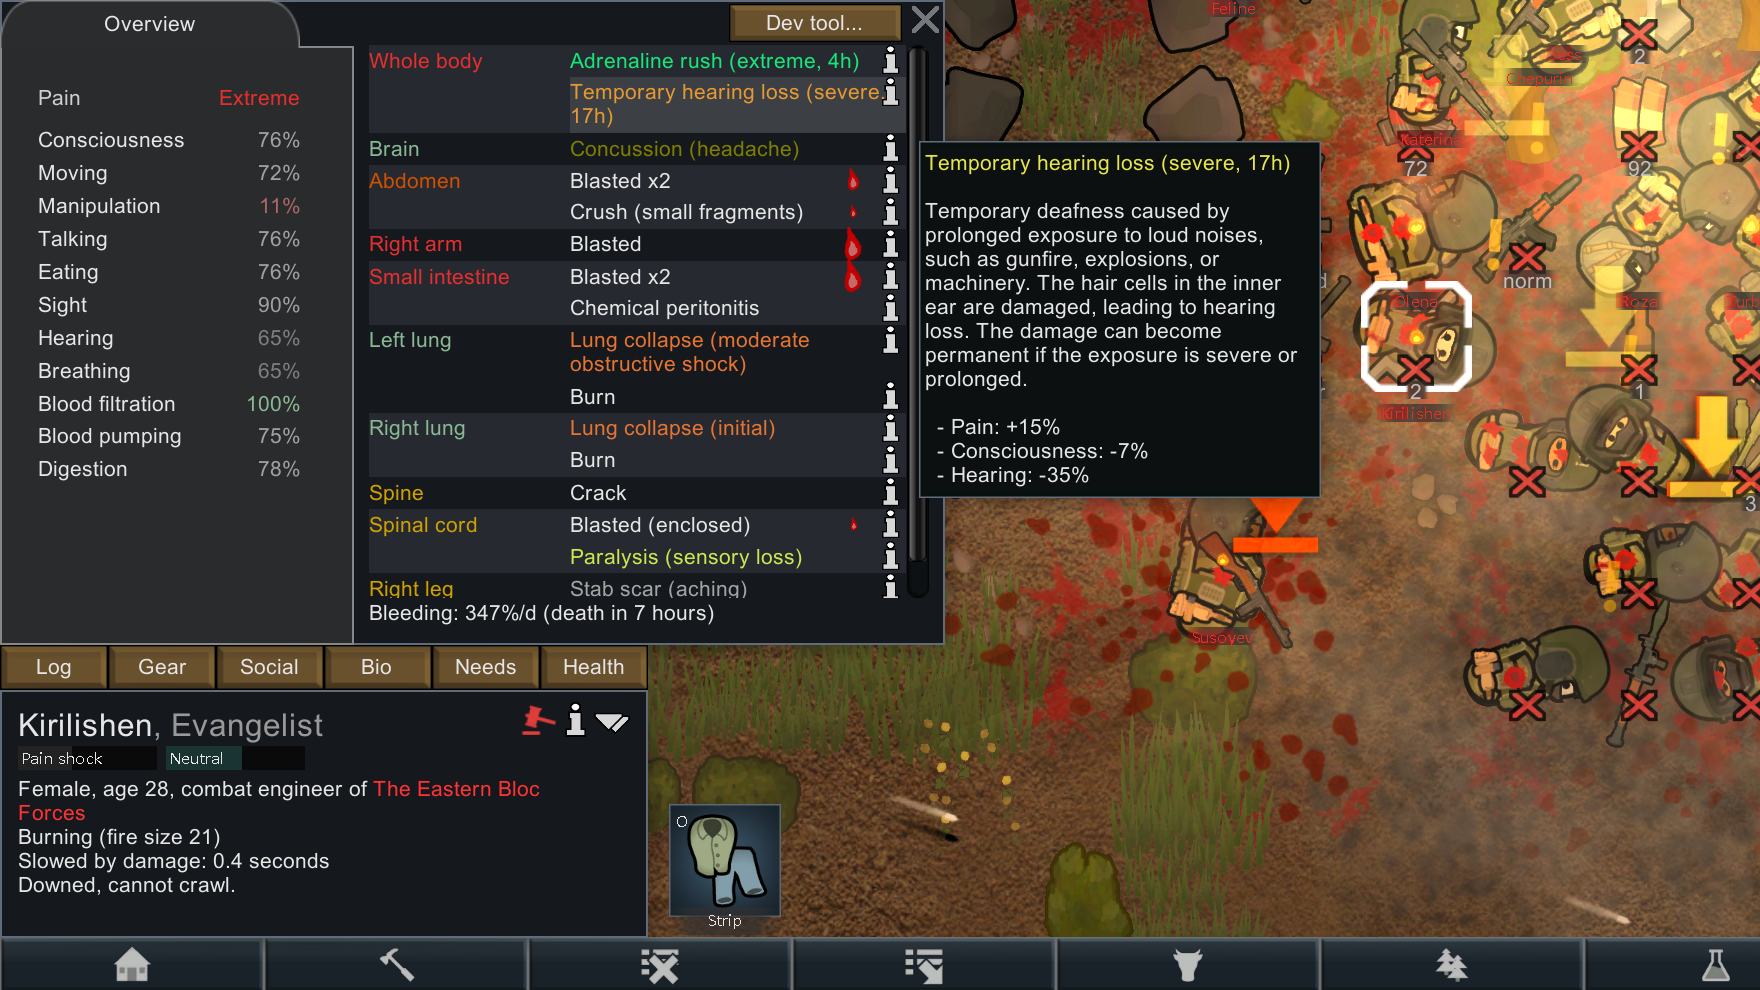 Overview
Dev tool...
Pain Extreme
Consciousness 76%
Moving 72%
Manipulation 11%
Talking 76%
Eating 76%
Sight 90%
Hearing 65%
Breathing 65%
Blood filtration 100%
Blood pumping 75%
Digestion 78%
Whole body Adrenaline rush (extreme, 4h)
Temporary hearing loss (severe,
17h)
Brain Concussion (headache)
Abdomen Blasted x2
Crush (small fragments)
Right arm Blasted
Small intestine Blasted x2
Chemical peritonitis
Left lung Lung collapse (moderate
obstructive shock)
Burn
Right lung Lung collapse (initial)
Burn
Spine Crack
Spinal cord Blasted (enclosed)
Paralysis (sensory loss)
Right leg Stab scar (aching)
Bleeding: 347%/d (death in 7 hours)
Temporary hearing loss (severe, 17h)
Temporary deafness caused by
prolonged exposure to loud noises,
such as gunfire, explosions, or
machinery. The hair cells in the inner
ear are damaged, leading to hearing
loss. The damage can become
permanent if the exposure is severe or
prolonged.
- Pain: +15%
- Consciousness: -7%
- Hearing: -35%
Feline
2
Chepurin
Katerina
72
92
norm
Olena
Roza
2
1
Kirilishen
3
Susoyev
Log
Gear
Social
Bio
Needs
Health
Kirilishen, Evangelist
Pain shock
Neutral
Female, age 28, combat engineer of The Eastern Bloc
Forces
Burning (fire size 21)
Slowed by damage: 0.4 seconds
Downed, cannot crawl.
Strip